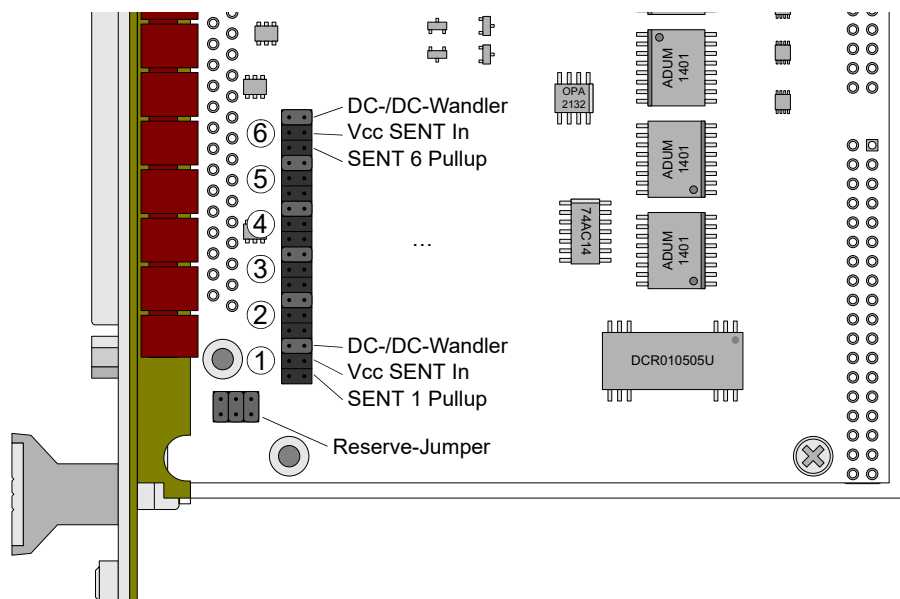 ADUM
1401
OPA
2132
DC-/DC-Wandler
Vcc SENT In
SENT 6 Pullup
6
5
4
3
2
1
ADUM
1401
74AC14
...
ADUM
1401
DC-/DC-Wandler
Vcc SENT In
SENT 1 Pullup
DCR010505U
Reserve-Jumper